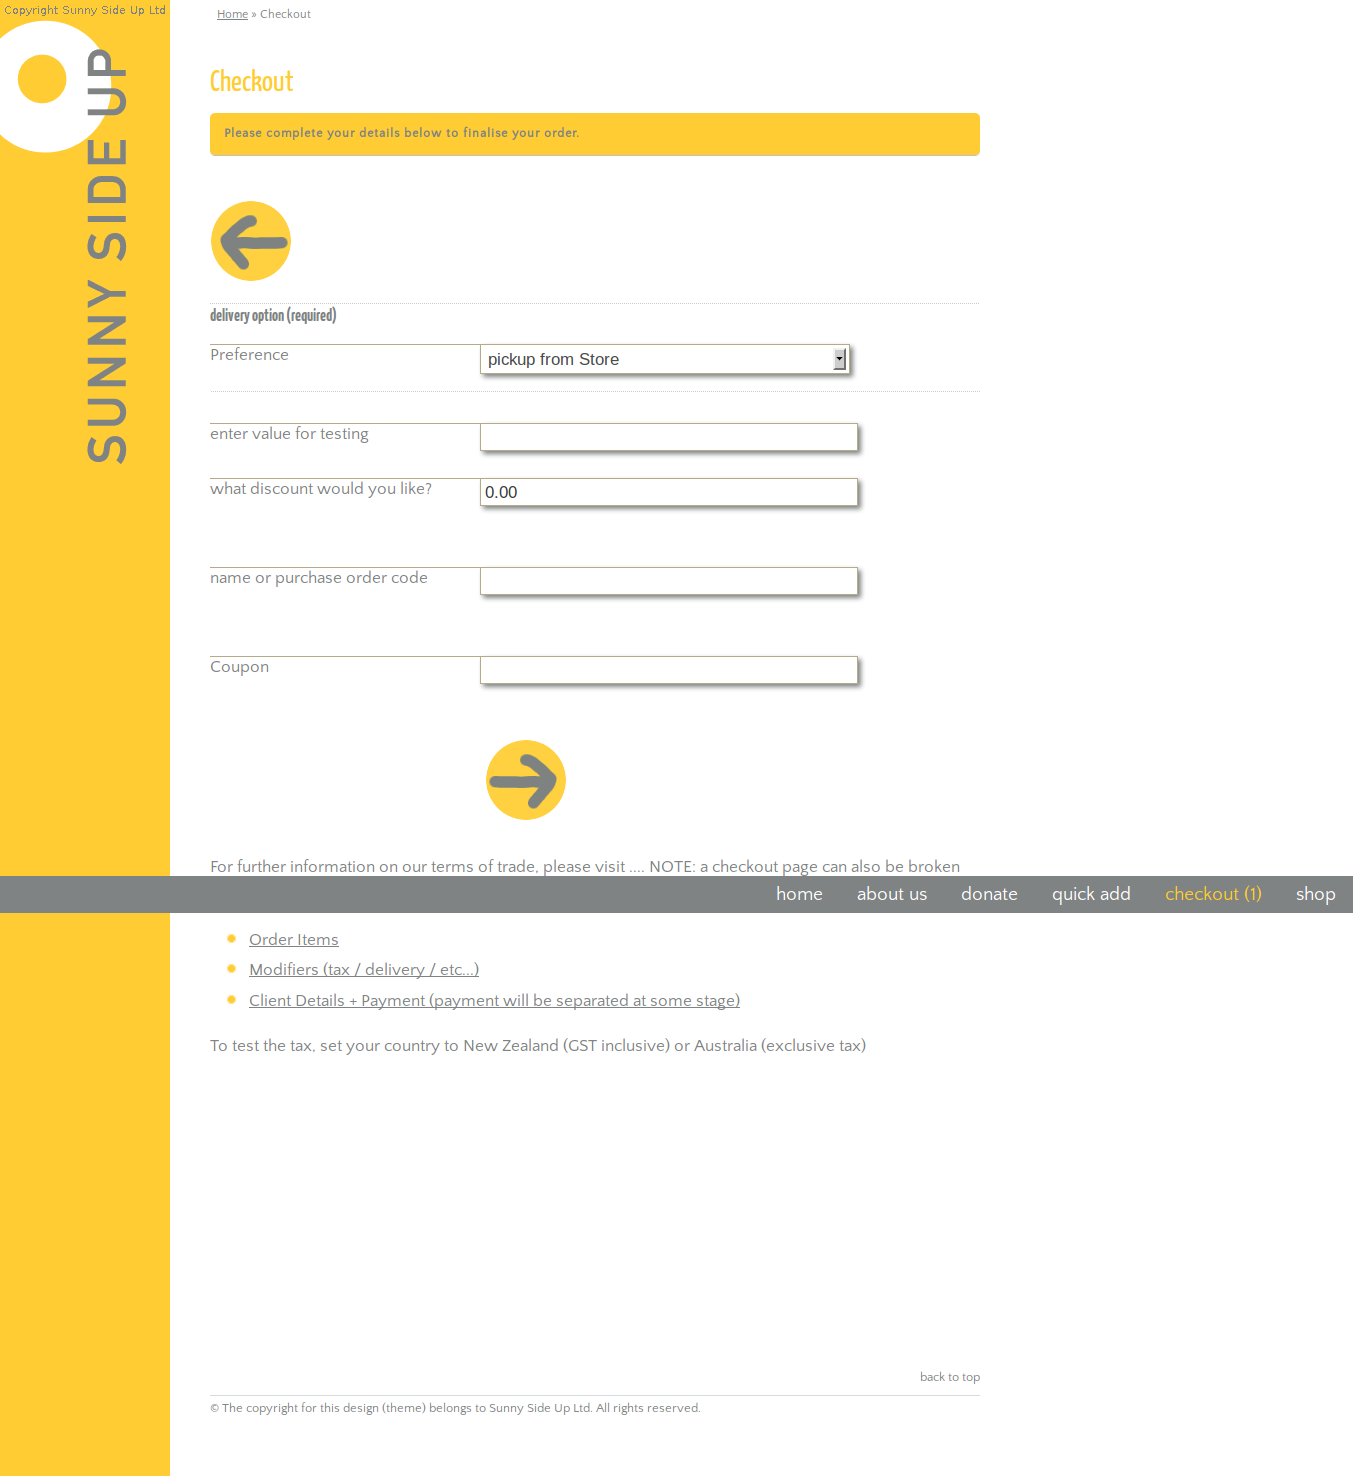 Copyright Sunny Side Up Ltd
SUNNY SIDE UP
Home » Checkout
Checkout
Please complete your details below to finalise your order.
delivery option (required)
Preference
pickup from Store
enter value for testing
what discount would you like?
0.00
name or purchase order code
Coupon
For further information on our terms of trade, please visit .... NOTE: a checkout page can also be broken
home about us donate quick add checkout (1) shop
Order Items
Modifiers (tax / delivery / etc...)
Client Details + Payment (payment will be separated at some stage)
To test the tax, set your country to New Zealand (GST inclusive) or Australia (exclusive tax)
back to top
© The copyright for this design (theme) belongs to Sunny Side Up Ltd. All rights reserved.